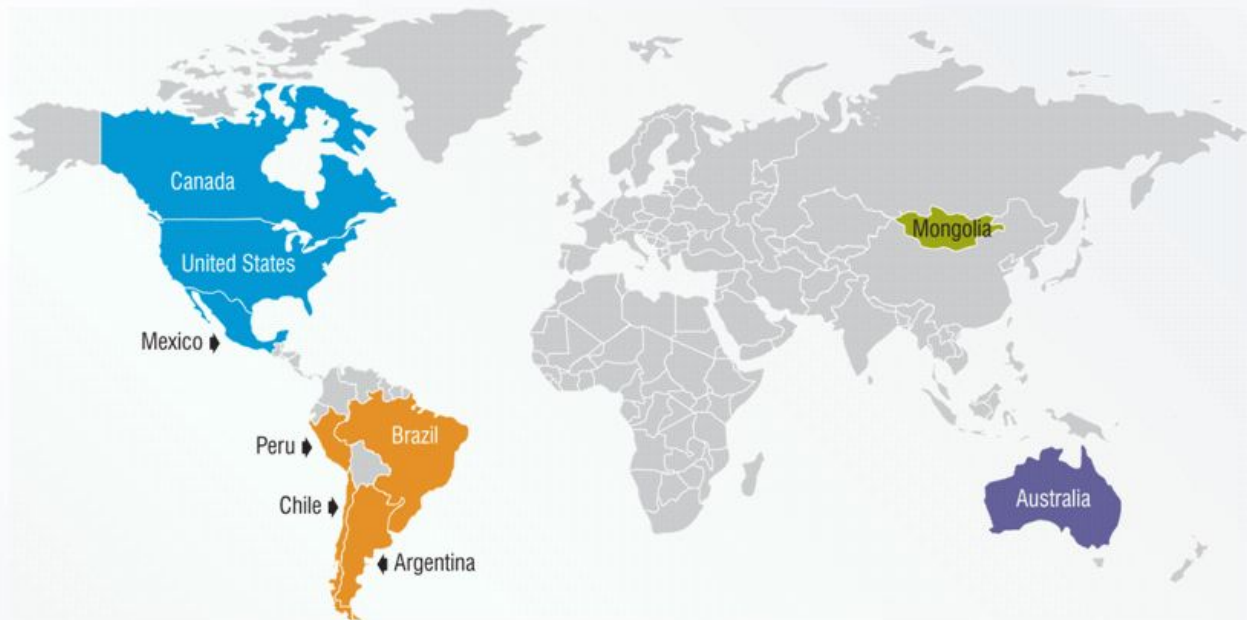 Canada
United States
Mexico
Mongolia
Peru
Brazil
Chile
Australia
Argentina